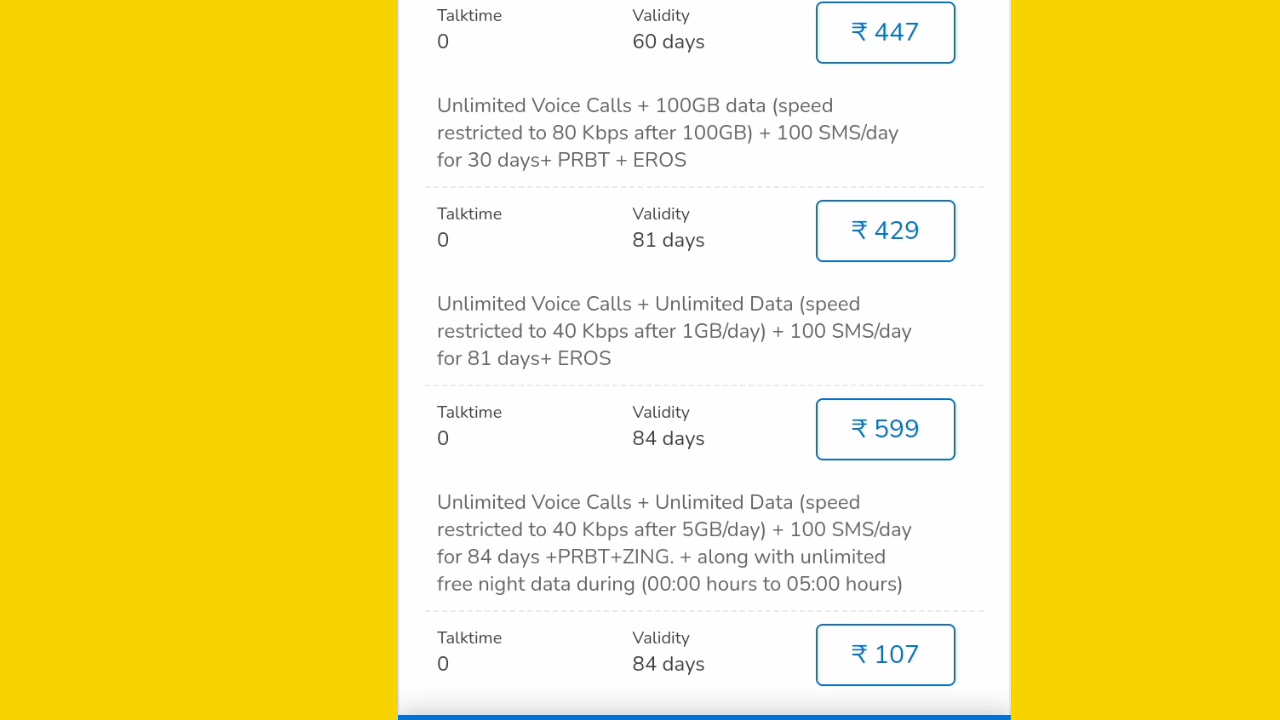 Talktime Validity ₹ 447
0 60 days
Unlimited Voice Calls + 100GB data (speed
restricted to 80 Kbps after 100GB) + 100 SMS/day
for 30 days+ PRBT + EROS
Talktime Validity ₹ 429
0 81 days
Unlimited Voice Calls + Unlimited Data (speed
restricted to 40 Kbps after 1GB/day) + 100 SMS/day
for 81 days+ EROS
Talktime Validity ₹ 599
0 84 days
Unlimited Voice Calls + Unlimited Data (speed
restricted to 40 Kbps after 5GB/day) + 100 SMS/day
for 84 days +PRBT+ZING. + along with unlimited
free night data during (00:00 hours to 05:00 hours)
Talktime Validity ₹ 107
0 84 days